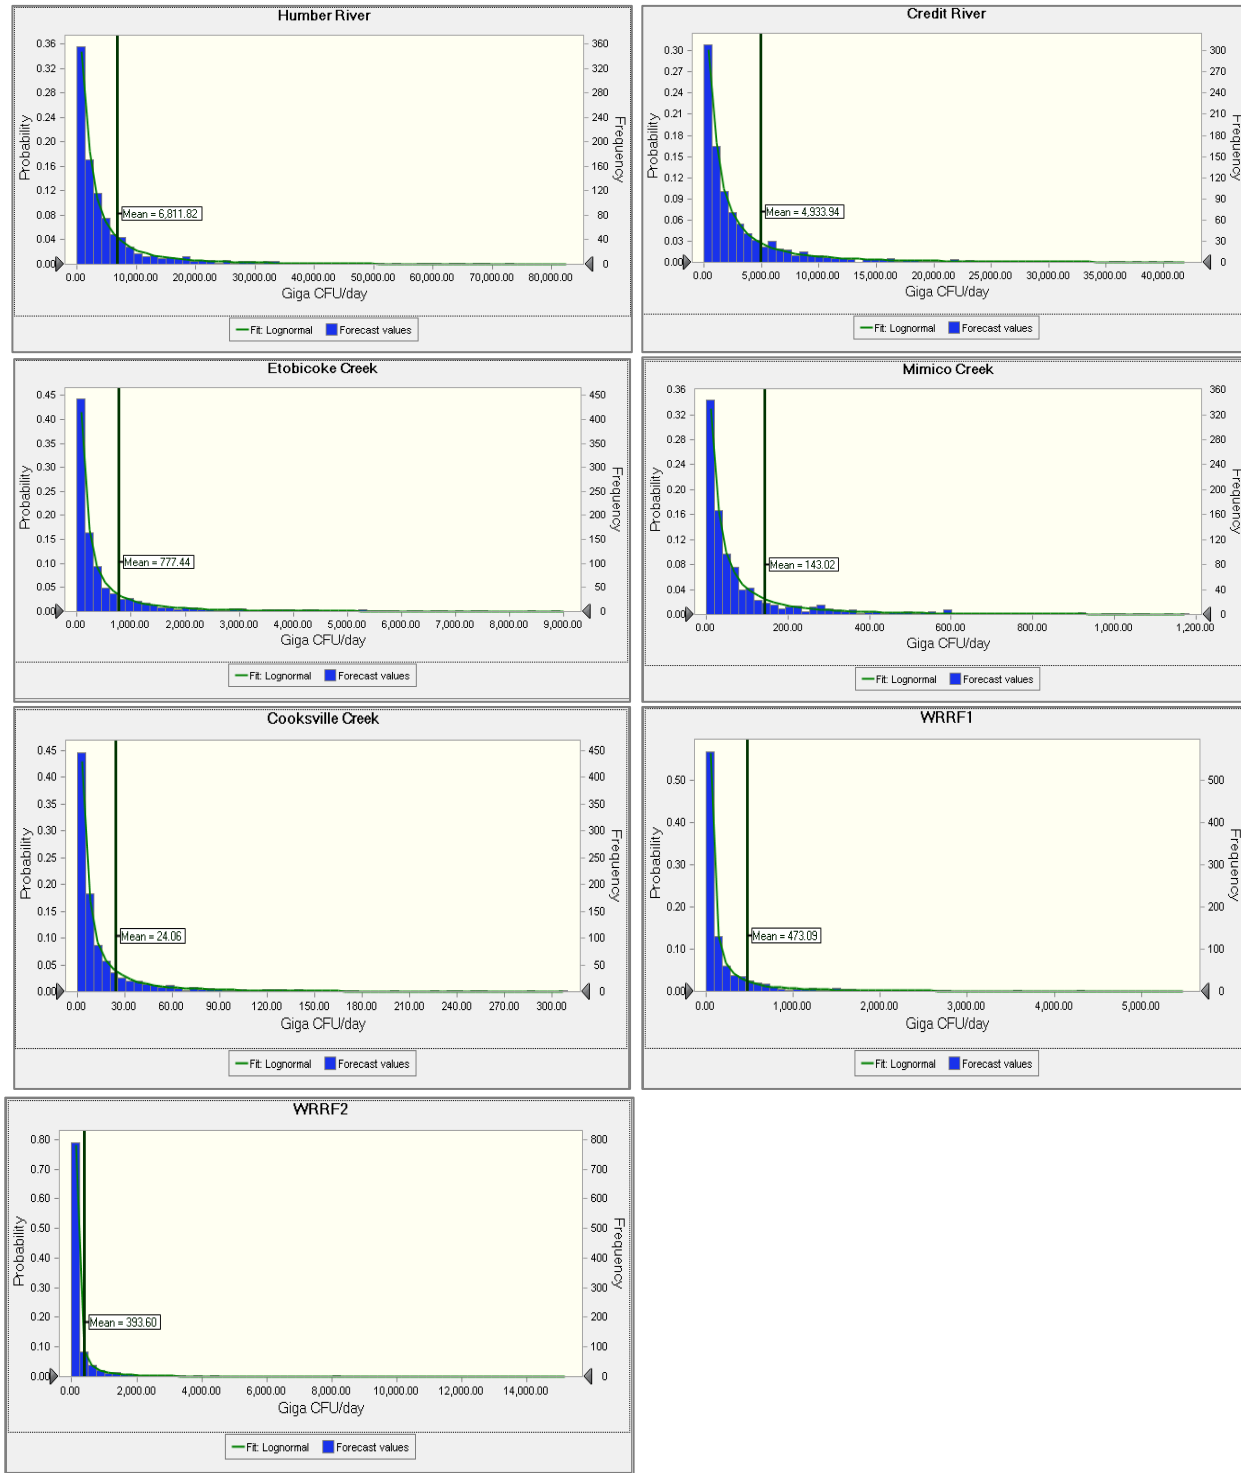 Humber River
Probability
Frequency
0.36 0.32 0.28 0.24 0.20 0.16 0.12 0.08 0.04 0.00
360 320 280 240 200 160 120 80 40 0
Mean = 6,811.82
0.00 10,000.00 20,000.00 30,000.00 40,000.00 50,000.00 60,000.00 70,000.00 80,000.00
Giga CFU/day
Fit: Lognormal Forecast values
Credit River
Probability
Frequency
0.30 0.27 0.24 0.21 0.18 0.15 0.12 0.09 0.06 0.03 0.00
300 270 240 210 180 150 120 90 60 30 0
Mean = 4,933.94
0.00 5,000.00 10,000.00 15,000.00 20,000.00 25,000.00 30,000.00 35,000.00 40,000.00
Giga CFU/day
Fit: Lognormal Forecast values
Etobicoke Creek
Probability
Frequency
0.45 0.40 0.35 0.30 0.25 0.20 0.15 0.10 0.05 0.00
450 400 350 300 250 200 150 100 50 0
Mean = 777.44
0.00 1,000.00 2,000.00 3,000.00 4,000.00 5,000.00 6,000.00 7,000.00 8,000.00 9,000.00
Giga CFU/day
Fit: Lognormal Forecast values
Mimico Creek
Probability
Frequency
0.36 0.32 0.28 0.24 0.20 0.16 0.12 0.08 0.04 0.00
360 320 280 240 200 160 120 80 40 0
Mean = 143.02
0.00 200.00 400.00 600.00 800.00 1,000.00 1,200.00
Giga CFU/day
Fit: Lognormal Forecast values
Cooksville Creek
Probability
Frequency
0.45 0.40 0.35 0.30 0.25 0.20 0.15 0.10 0.05 0.00
450 400 350 300 250 200 150 100 50 0
Mean = 24.06
0.00 30.00 60.00 90.00 120.00 150.00 180.00 210.00 240.00 270.00 300.00
Giga CFU/day
Fit: Lognormal Forecast values
WRRF1
Probability
Frequency
0.50 0.40 0.30 0.20 0.10 0.00
500 400 300 200 100 0
Mean = 473.09
0.00 1,000.00 2,000.00 3,000.00 4,000.00 5,000.00
Giga CFU/day
Fit: Lognormal Forecast values
WRRF2
Probability
Frequency
0.80 0.70 0.60 0.50 0.40 0.30 0.20 0.10 0.00
800 700 600 500 400 300 200 100 0
Mean = 393.60
0.00 2,000.00 4,000.00 6,000.00 8,000.00 10,000.00 12,000.00 14,000.00
Giga CFU/day
Fit: Lognormal Forecast values